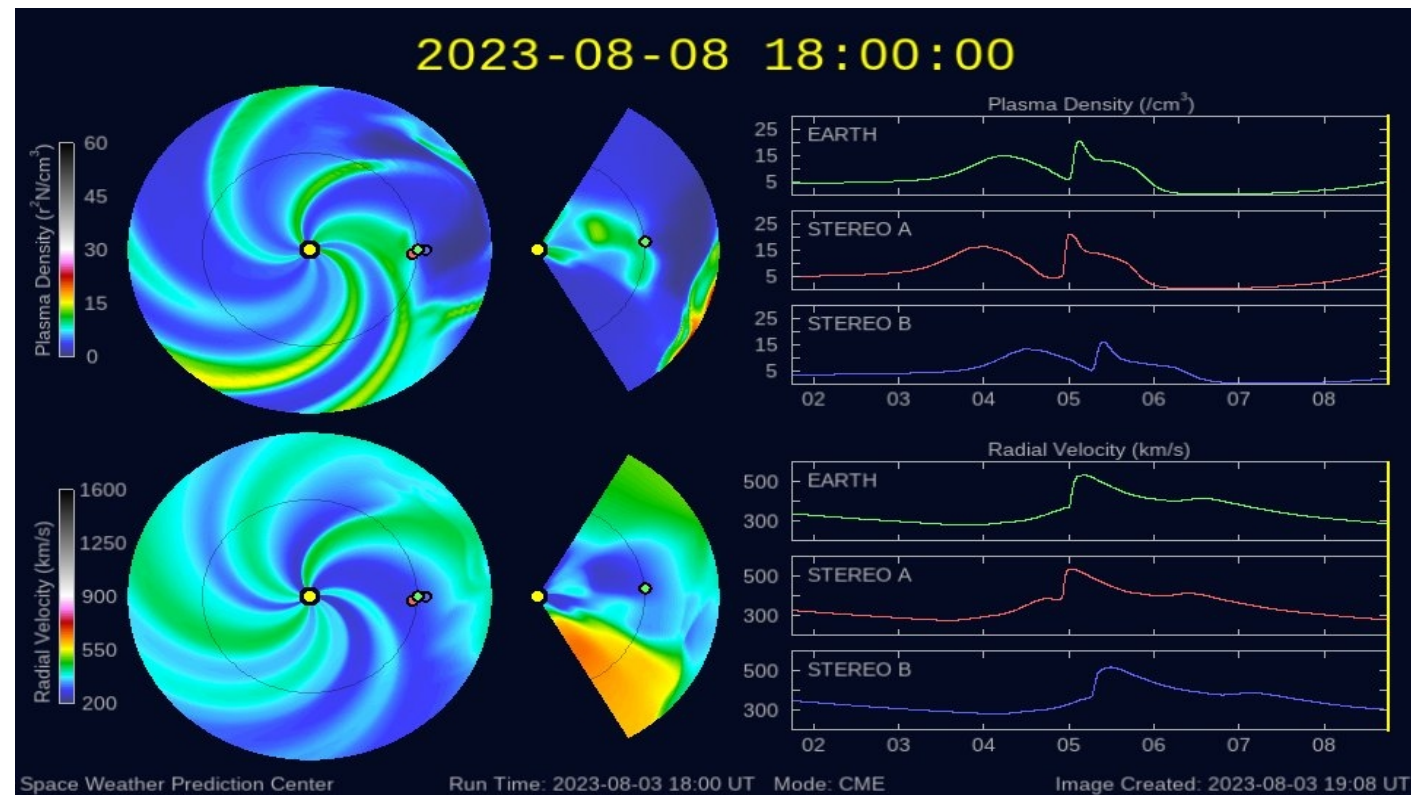 2023-08-08 18:00:00
Plasma Density (r²N/cm³)
60
45
30
15
0
Plasma Density (/cm³)
25
15
5
EARTH
25
15
5
STEREO A
25
15
5
STEREO B
02 03 04 05 06 07 08
Radial Velocity (km/s)
1600
1250
900
550
200
Radial Velocity (km/s)
500
300
EARTH
500
300
STEREO A
500
300
STEREO B
02 03 04 05 06 07 08
Space Weather Prediction Center Run Time: 2023-08-03 18:00 UT Mode: CME Image Created: 2023-08-03 19:08 UT